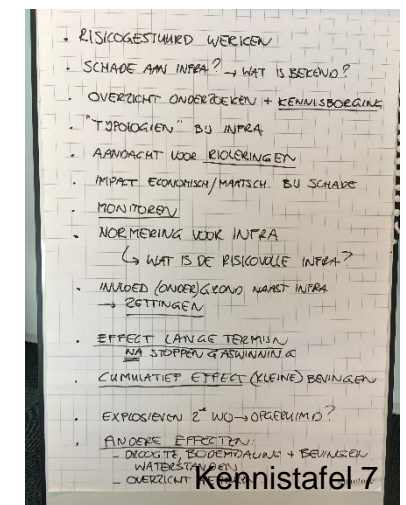 . RISICOGESTUURD WERKEN
. SCHADE AAN INFRA? → WAT IS BEKEND?
. OVERZICHT ONDERZOEKEN + KENNISBORGING
. "TYPOLOGIEN" BIJ INFRA
. AANDACHT VOOR RIOLERINGEN
. IMPACT ECONOMISCH/MAATSCH. BIJ SCHADE
. MONITOREN
. NORMERING VOOR INFRA
↳ WAT IS DE RISICOVOLLE INFRA?
. INVLOED (ONDER)GROND NAAST INFRA
→ ZETTINGEN
. EFFECT LANGE TERMIJN
NA STOPPEN GASWINNING
. CUMULATIEF EFFECT (KLEINE) BEVINGEN
. EXPLOSIEVEN 2e WO → OPGERUIMD?
. ANDERE EFFECTEN:
- DROOGTE, BODEMDALING + BEVINGEN
WATERSTANDEN
- OVERZICHT
Kennistafel 7